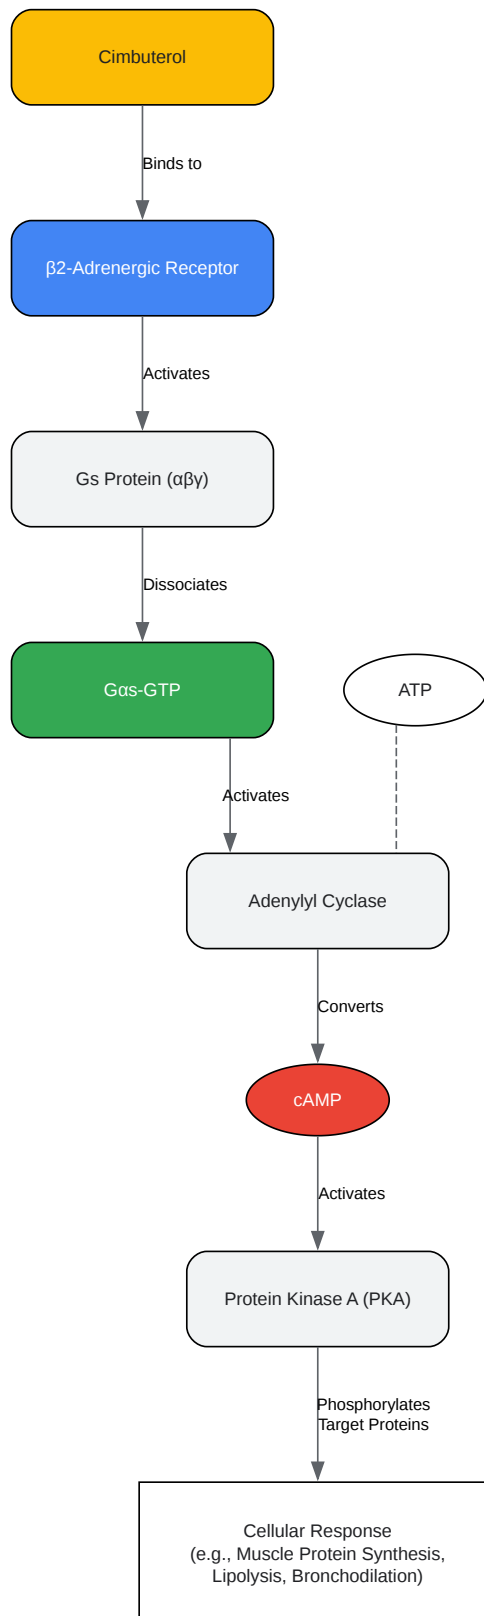 Cimbuterol
Binds to
β2-Adrenergic Receptor
Activates
Gs Protein (αβγ)
Dissociates
Gαs-GTP
ATP
Activates
Adenylyl Cyclase
Converts
cAMP
Activates
Protein Kinase A (PKA)
Phosphorylates
Target Proteins
Cellular Response
(e.g., Muscle Protein Synthesis,
Lipolysis, Bronchodilation)